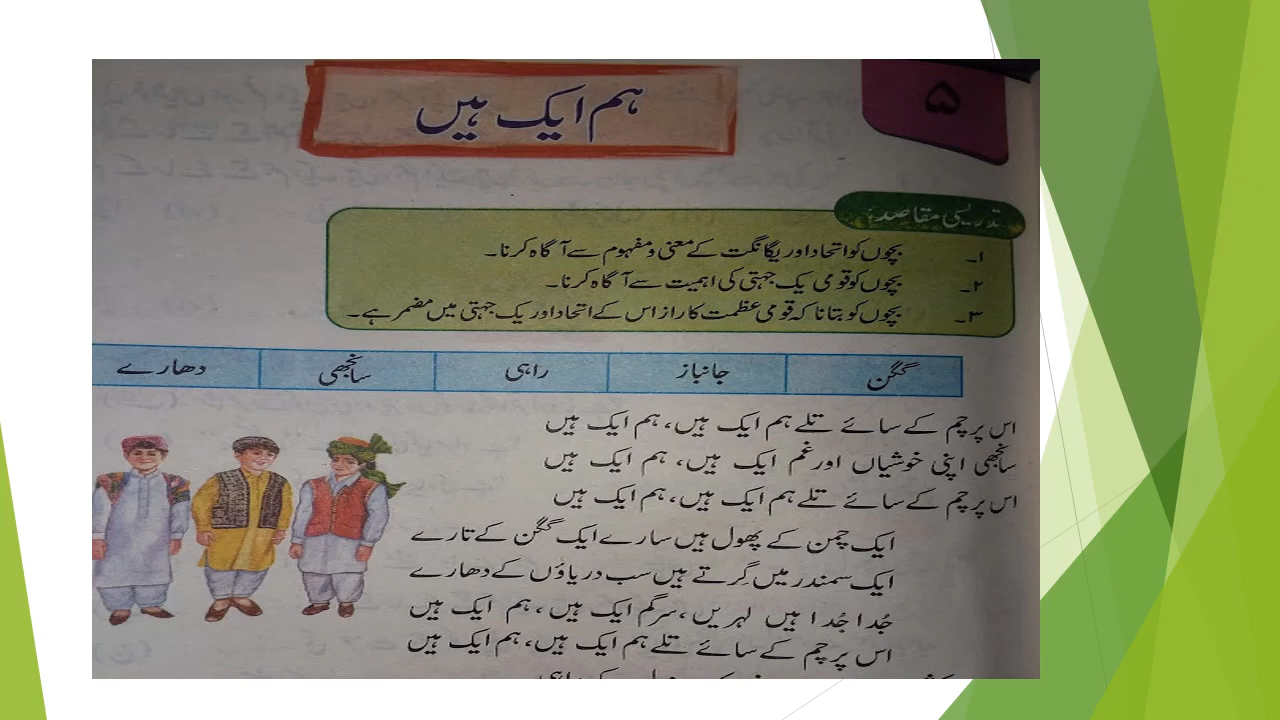 ۵
ہم ایک ہیں
تدریسی مقاصد:
۱۔ بچوں کو اتحاد اور یگانگت کے معنی و مفہوم سے آگاہ کرنا۔
۲۔ بچوں کو قومی یک جہتی کی اہمیت سے آگاہ کرنا۔
۳۔ بچوں کو بتانا کہ قومی عظمت کا راز اس کے اتحاد اور یک جہتی میں مضمر ہے۔
گگن جانباز راہی سانجھی دھارے
اس پرچم کے سائے تلے ہم ایک ہیں، ہم ایک ہیں
سانجھی اپنی خوشیاں اور غم ایک ہیں، ہم ایک ہیں
اس پرچم کے سائے تلے ہم ایک ہیں، ہم ایک ہیں
ایک چمن کے پھول ہیں سارے ایک گگن کے تارے
ایک سمندر میں گِرتے ہیں سب دریاؤں کے دھارے
جُدا جُدا ہیں لہریں، سرگم ایک ہیں، ہم ایک ہیں
اس پرچم کے سائے تلے ہم ایک ہیں، ہم ایک ہیں